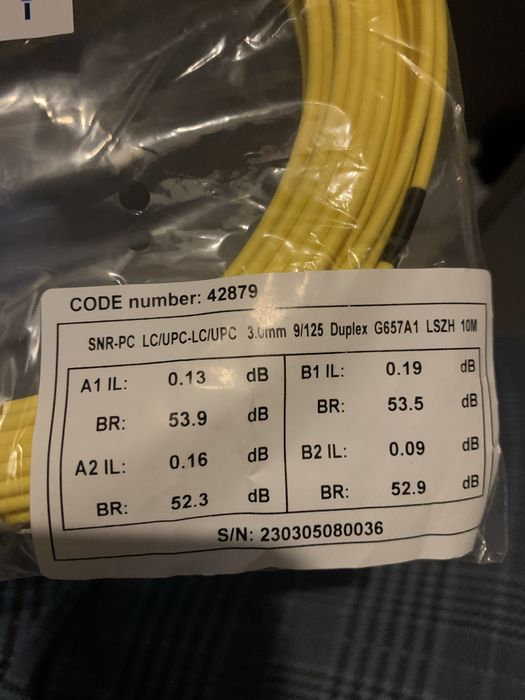 CODE number: 42879
SNR-PC LC/UPC-LC/UPC 3.0mm 9/125 Duplex G657A1 LSZH 10M
A1 IL: 0.13 dB
BR: 53.9 dB
A2 IL: 0.16 dB
BR: 52.3 dB
B1 IL: 0.19 dB
BR: 53.5 dB
B2 IL: 0.09 dB
BR: 52.9 dB
S/N: 230305080036